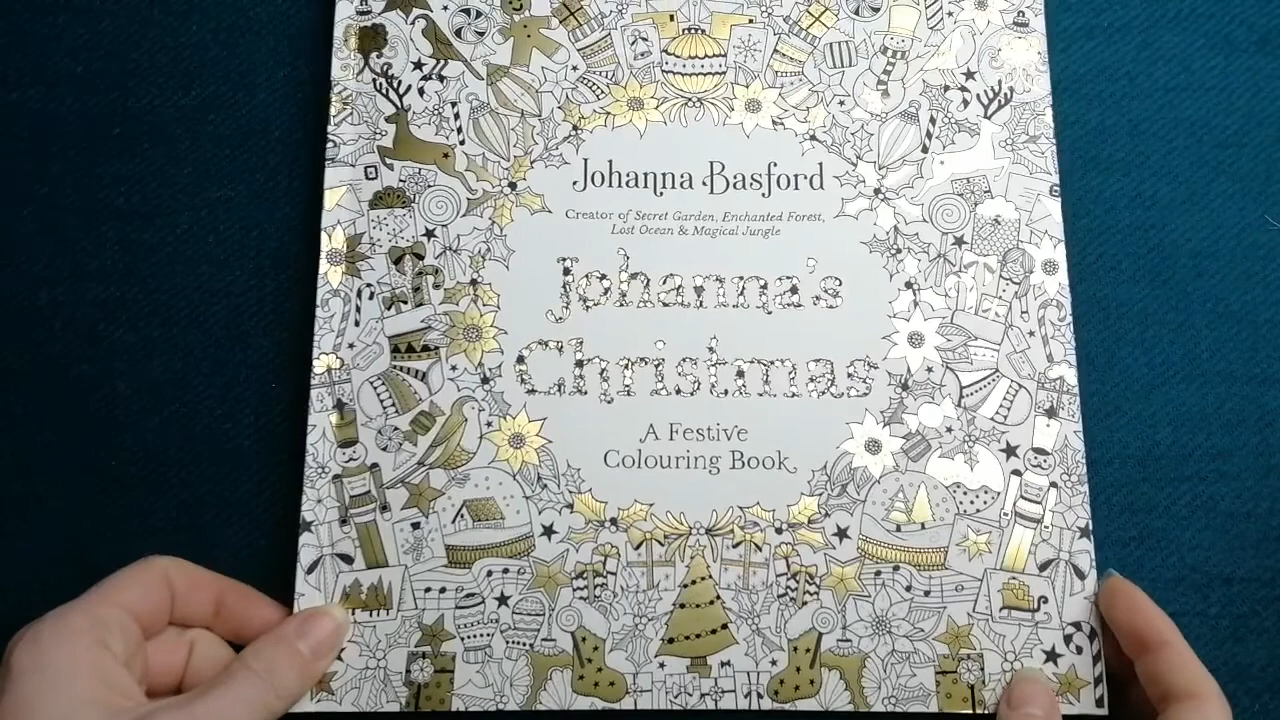 Johanna Basford
Creator of Secret Garden, Enchanted Forest,
Lost Ocean & Magical Jungle
Johanna's
Christmas
A Festive
Colouring Book